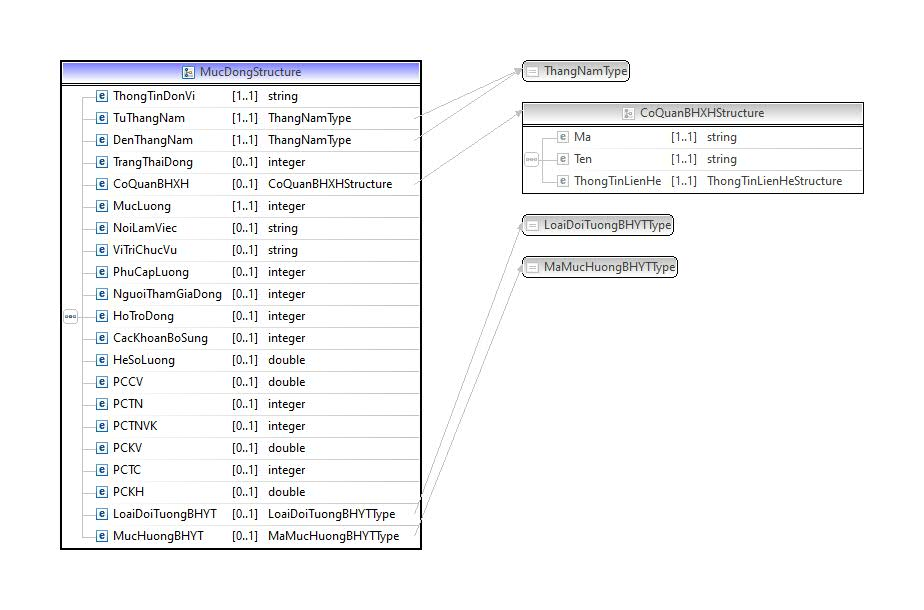 MucDongStructure
ThongTinDonVi [1..1] string
TuThangNam [1..1] ThangNamType
DenThangNam [1..1] ThangNamType
TrangThaiDong [0..1] integer
CoQuanBHXH [0..1] CoQuanBHXHStructure
MucLuong [1..1] integer
NoiLamViec [0..1] string
ViTriChucVu [0..1] string
PhuCapLuong [0..1] integer
NguoiThamGiaDong [0..1] integer
HoTroDong [0..1] integer
CacKhoanBoSung [0..1] integer
HeSoLuong [0..1] double
PCCV [0..1] double
PCTN [0..1] integer
PCTNVK [0..1] integer
PCKV [0..1] double
PCTC [0..1] integer
PCKH [0..1] double
LoaiDoiTuongBHYT [0..1] LoaiDoiTuongBHYTType
MucHuongBHYT [0..1] MaMucHuongBHYTType
ThangNamType
CoQuanBHXHStructure
Ma [1..1] string
Ten [1..1] string
ThongTinLienHe [1..1] ThongTinLienHeStructure
LoaiDoiTuongBHYTType
MaMucHuongBHYTType